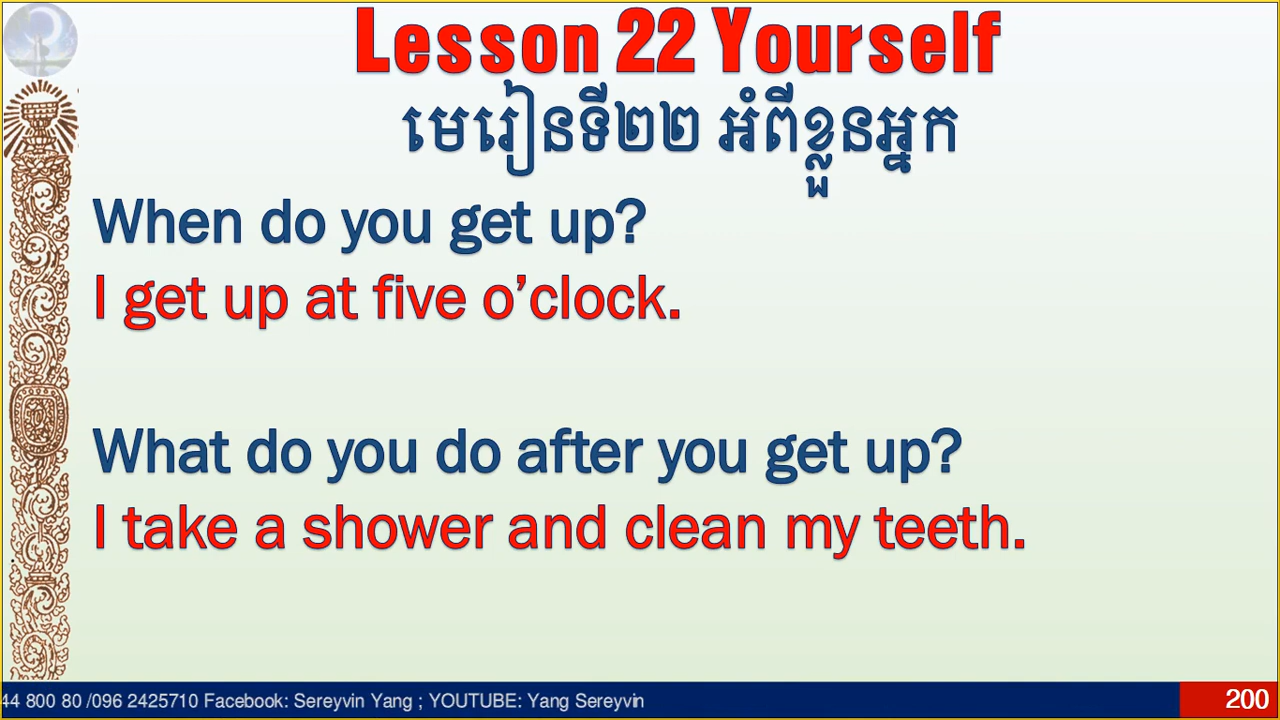 Lesson 22 Yourself
មេរៀនទី២២ អំពីខ្លួនអ្នក
When do you get up?
I get up at five o’clock.
What do you do after you get up?
I take a shower and clean my teeth.
44 800 80 /096 2425710 Facebook: Sereyvin Yang ; YOUTUBE: Yang Sereyvin
200